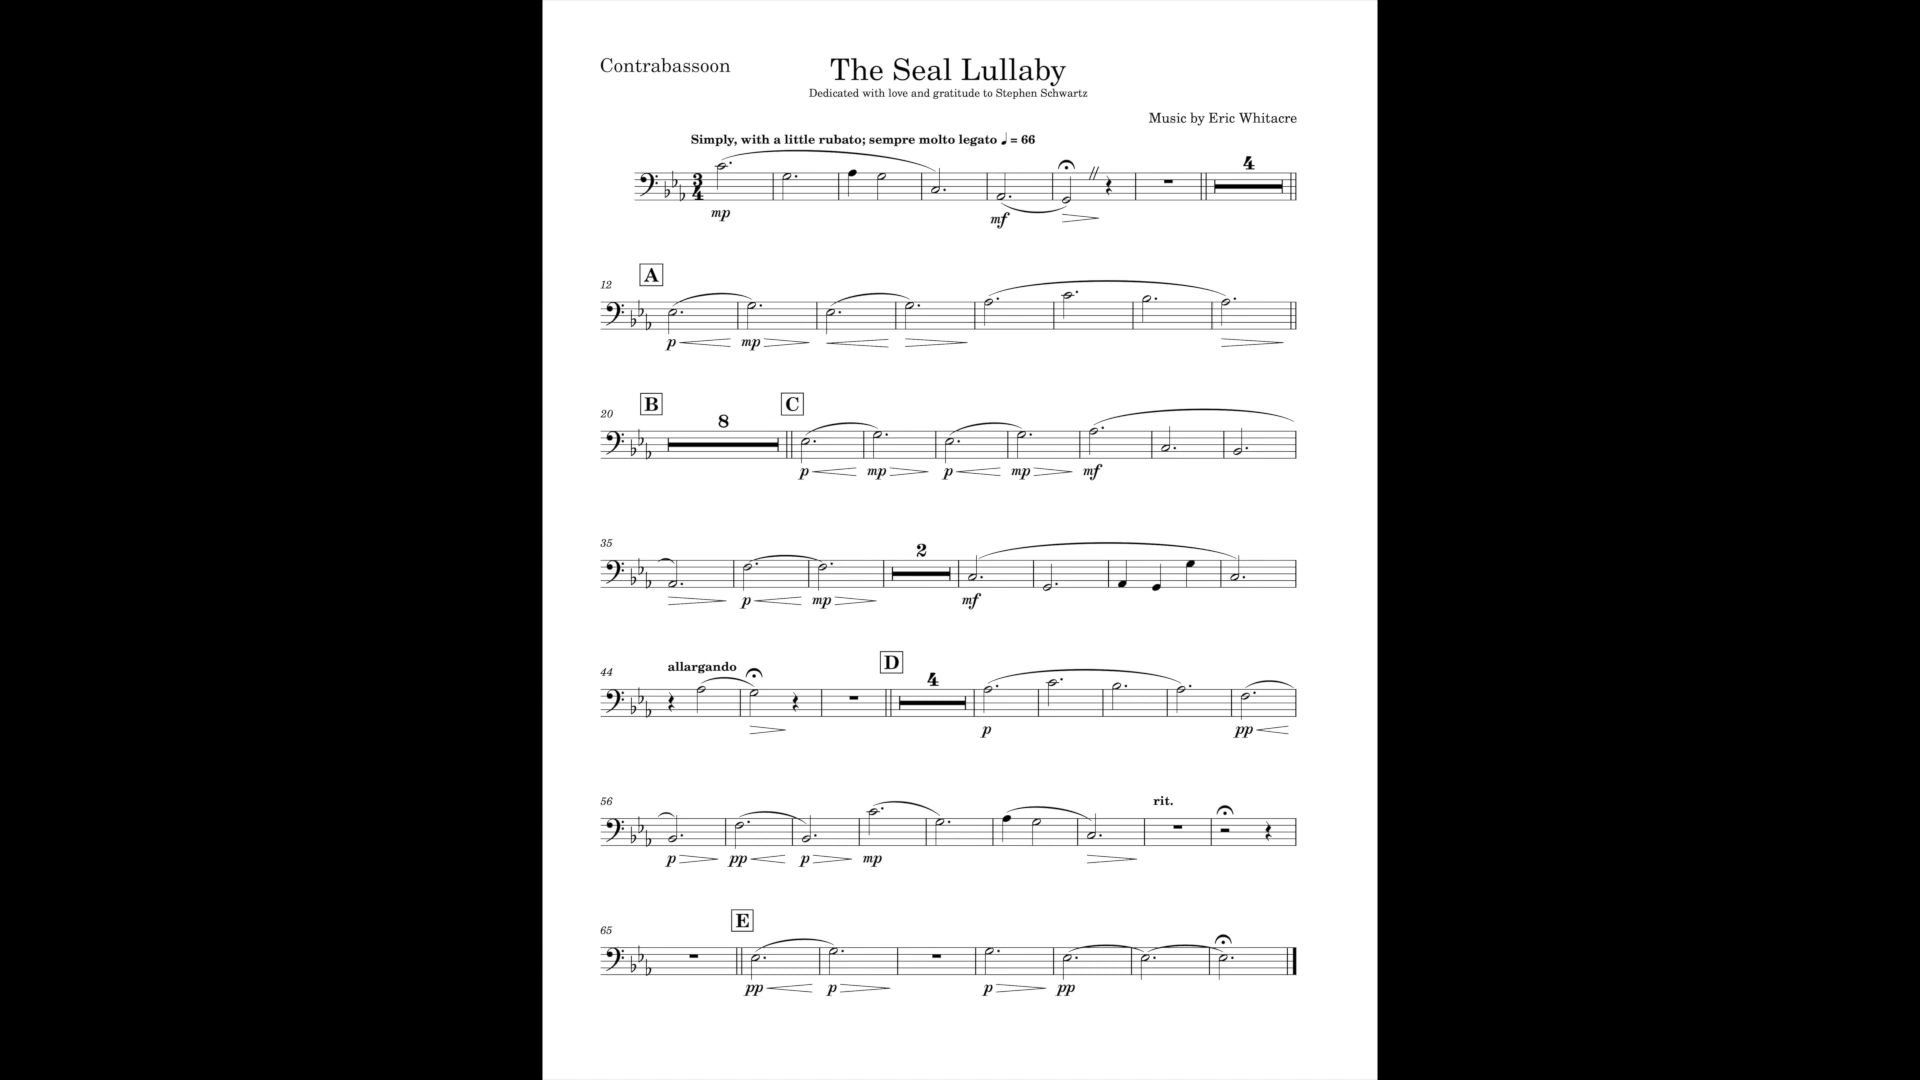 Contrabassoon
The Seal Lullaby
Dedicated with love and gratitude to Stephen Schwartz
Music by Eric Whitacre
Simply, with a little rubato; sempre molto legato ♩ = 66
4
3
4
mp
mf
A
12
p mp
B C
20
8
p mp p mp mf
35
2
p mp mf
D
allargando
44
4
p pp
rit.
56
p pp p mp
E
65
pp p p pp